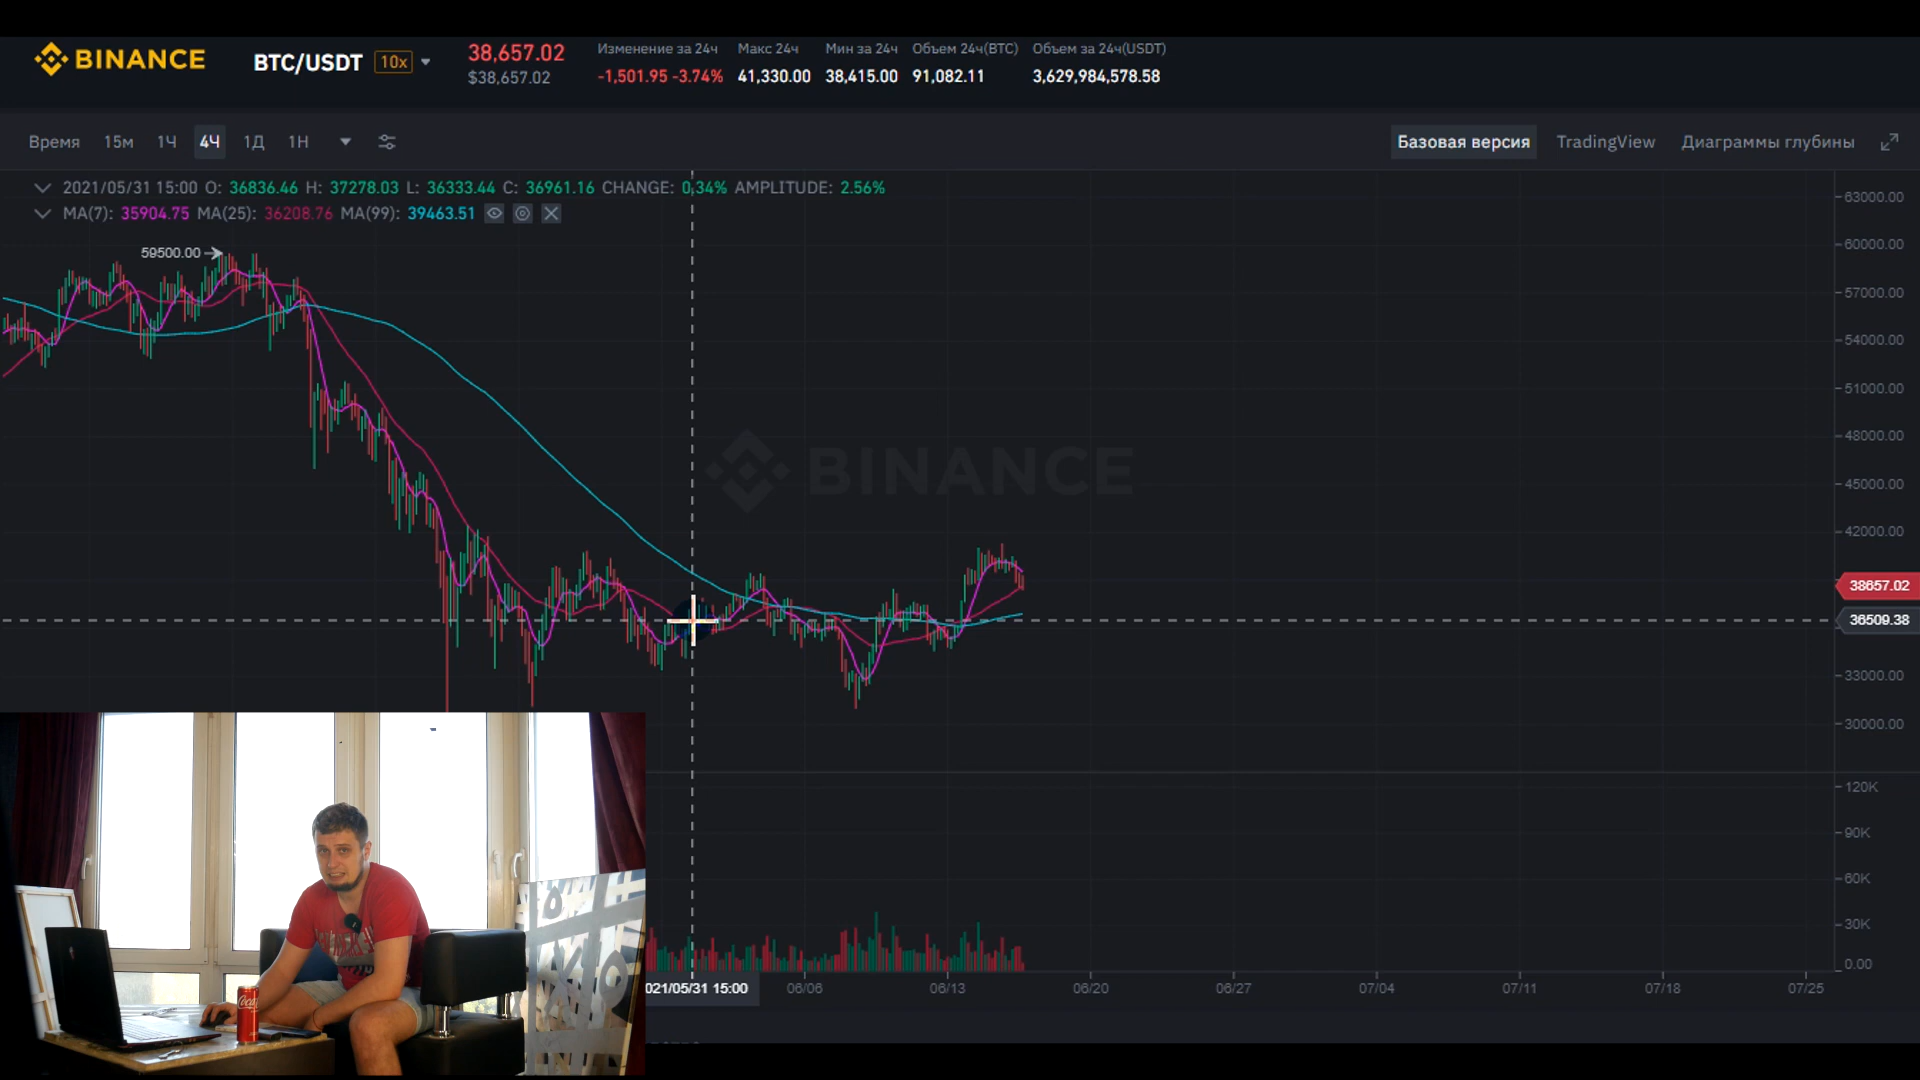 BINANCE
BTC/USDT 10x
38,657.02
$38,657.02
Изменение за 24ч Макс 24ч Мин за 24ч Объем 24ч(BTC) Объем за 24ч(USDT)
-1,501.95 -3.74% 41,330.00 38,415.00 91,082.11 3,629,984,578.58
Время 15м 1Ч 4Ч 1Д 1Н
Базовая версия TradingView Диаграммы глубины
2021/05/31 15:00 O: 36836.46 H: 37278.03 L: 36333.44 C: 36961.16 CHANGE: 0.34% AMPLITUDE: 2.56%
MA(7): 35904.75 MA(25): 36208.76 MA(99): 39463.51
59500.00
BINANCE
63000.00
60000.00
57000.00
54000.00
51000.00
48000.00
45000.00
42000.00
38657.02
36509.38
33000.00
30000.00
120K
90K
60K
30K
0.00
021/05/31 15:00 06/06 06/13 06/20 06/27 07/04 07/11 07/18 07/25